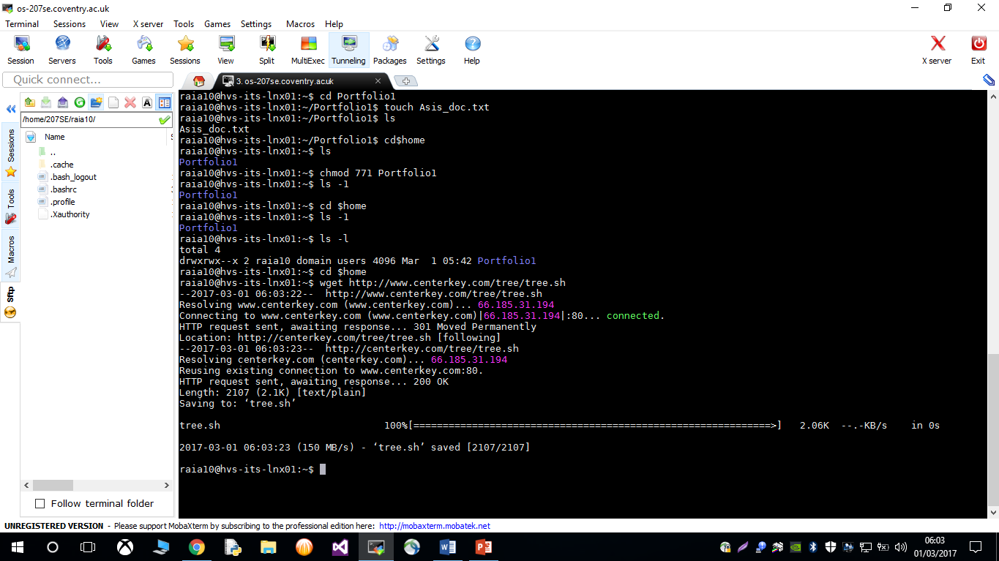 os-207se.coventry.ac.uk
Terminal Sessions View X server Tools Games Settings Macros Help
Session Servers Tools Games Sessions View Split MultiExec Tunneling Packages Settings Help X server Exit
Quick connect...
3. os-207se.coventry.ac.uk
/home/207SE/raia10/
Name
..
.cache
.bash_logout
.bashrc
.profile
.Xauthority
Sessions
Tools
Macros
Sftp
Follow terminal folder
raia10@hvs-its-lnx01:~$ cd Portfolio1
raia10@hvs-its-lnx01:~/Portfolio1$ touch Asis_doc.txt
raia10@hvs-its-lnx01:~/Portfolio1$ ls
Asis_doc.txt
raia10@hvs-its-lnx01:~/Portfolio1$ cd$home
raia10@hvs-its-lnx01:~$ ls
Portfolio1
raia10@hvs-its-lnx01:~$ chmod 771 Portfolio1
raia10@hvs-its-lnx01:~$ ls -1
Portfolio1
raia10@hvs-its-lnx01:~$ cd $home
raia10@hvs-its-lnx01:~$ ls -1
Portfolio1
raia10@hvs-its-lnx01:~$ ls -l
total 4
drwxrwx--x 2 raia10 domain users 4096 Mar  1 05:42 Portfolio1
raia10@hvs-its-lnx01:~$ cd $home
raia10@hvs-its-lnx01:~$ wget http://www.centerkey.com/tree/tree.sh
--2017-03-01 06:03:22--  http://www.centerkey.com/tree/tree.sh
Resolving www.centerkey.com (www.centerkey.com)... 66.185.31.194
Connecting to www.centerkey.com (www.centerkey.com)|66.185.31.194|:80... connected.
HTTP request sent, awaiting response... 301 Moved Permanently
Location: http://centerkey.com/tree/tree.sh [following]
--2017-03-01 06:03:23--  http://centerkey.com/tree/tree.sh
Resolving centerkey.com (centerkey.com)... 66.185.31.194
Reusing existing connection to www.centerkey.com:80.
HTTP request sent, awaiting response... 200 OK
Length: 2107 (2.1K) [text/plain]
Saving to: ‘tree.sh’
tree.sh 100%[=============================================================>] 2.06K --.-KB/s in 0s
2017-03-01 06:03:23 (150 MB/s) - ‘tree.sh’ saved [2107/2107]
raia10@hvs-its-lnx01:~$
UNREGISTERED VERSION - Please support MobaXterm by subscribing to the professional edition here: http://mobaxterm.mobatek.net
06:03
01/03/2017